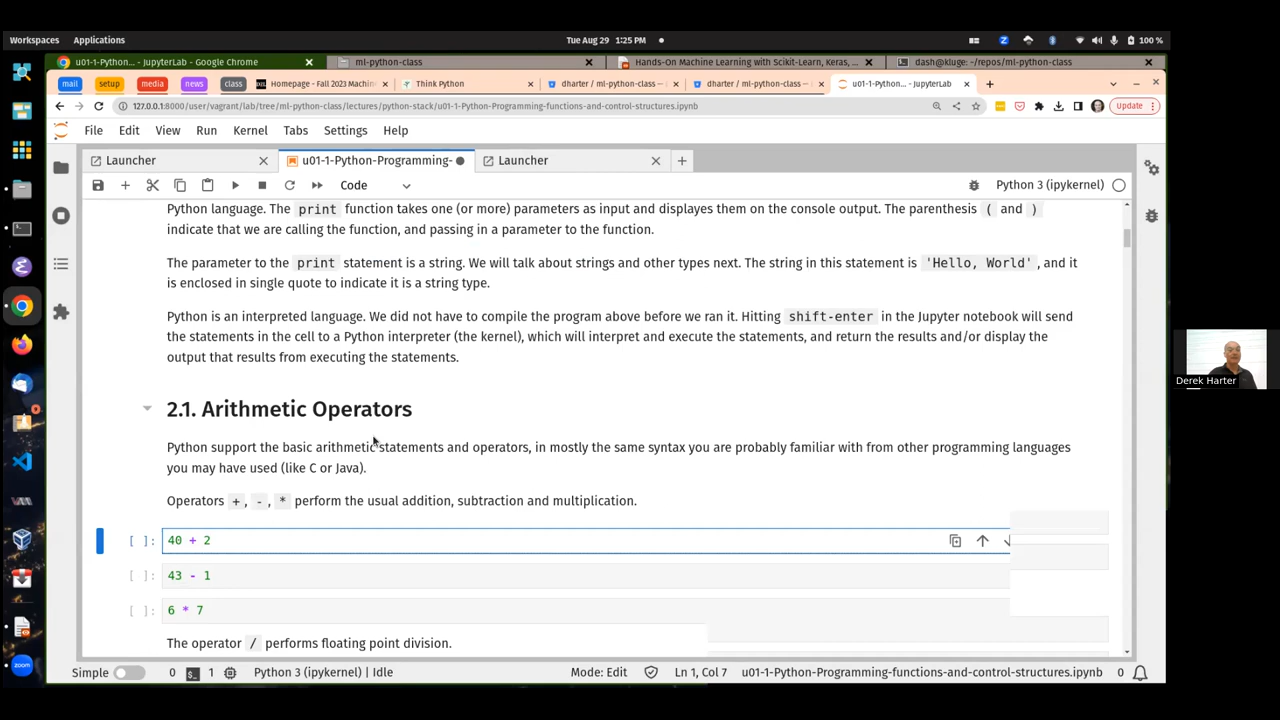 Workspaces Applications Tue Aug 29 1:25 PM 100 %
u01-1-Python... - JupyterLab - Google Chrome ml-python-class Hands-On Machine Learning with Scikit-Learn, Keras, ... dash@kluge: ~/repos/ml-python-class
mail setup media news class Homepage - Fall 2023 Machin Think Python dharter / ml-python-class — dharter / ml-python-class — u01-1-Python... - JupyterLab
127.0.0.1:8000/user/vagrant/lab/tree/ml-python-class/lectures/python-stack/u01-1-Python-Programming-functions-and-control-structures.ipynb Update
File Edit View Run Kernel Tabs Settings Help
Launcher u01-1-Python-Programming- Launcher
Code Python 3 (ipykernel)
Python language. The print function takes one (or more) parameters as input and displayes them on the console output. The parenthesis ( and )
indicate that we are calling the function, and passing in a parameter to the function.
The parameter to the print statement is a string. We will talk about strings and other types next. The string in this statement is 'Hello, World' , and it
is enclosed in single quote to indicate it is a string type.
Python is an interpreted language. We did not have to compile the program above before we ran it. Hitting shift-enter in the Jupyter notebook will send
the statements in the cell to a Python interpreter (the kernel), which will interpret and execute the statements, and return the results and/or display the
output that results from executing the statements.
Derek Harter
2.1. Arithmetic Operators
Python support the basic arithmetic statements and operators, in mostly the same syntax you are probably familiar with from other programming languages
you may have used (like C or Java).
Operators + , - , * perform the usual addition, subtraction and multiplication.
[ ]: 40 + 2
[ ]: 43 - 1
[ ]: 6 * 7
The operator / performs floating point division.
Simple 0 1 Python 3 (ipykernel) | Idle Mode: Edit Ln 1, Col 7 u01-1-Python-Programming-functions-and-control-structures.ipynb 0